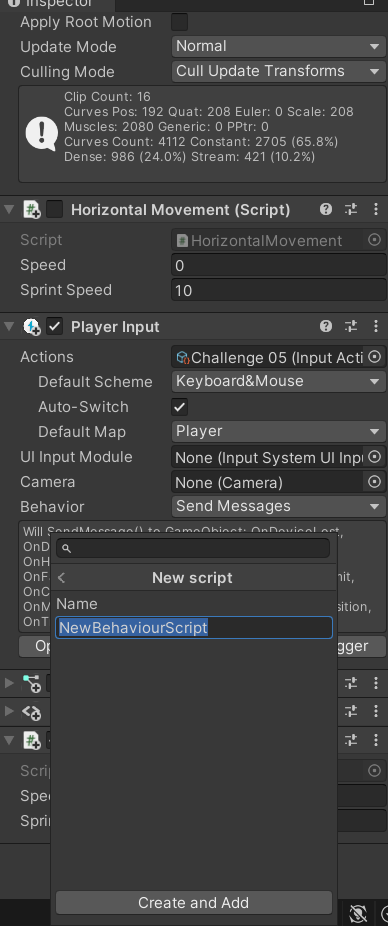 Inspector
Apply Root Motion
Update Mode Normal
Culling Mode Cull Update Transforms
Clip Count: 16
Curves Pos: 192 Quat: 208 Euler: 0 Scale: 208
Muscles: 2080 Generic: 0 PPtr: 0
Curves Count: 4112 Constant: 2705 (65.8%)
Dense: 986 (24.0%) Stream: 421 (10.2%)
Horizontal Movement (Script)
Script HorizontalMovement
Speed 0
Sprint Speed 10
Player Input
Actions Challenge 05 (Input Acti
Default Scheme Keyboard&Mouse
Auto-Switch
Default Map Player
UI Input Module None (Input System UI Inpu
Camera None (Camera)
Behavior Send Messages
Will SendMessage() to GameObject: OnDeviceLost,
OnD
OnH
OnF nit,
OnC
OnM sition,
OnT
Op gger
New script
Name
NewBehaviourScript
Scrip
Spee
Sprin
Create and Add